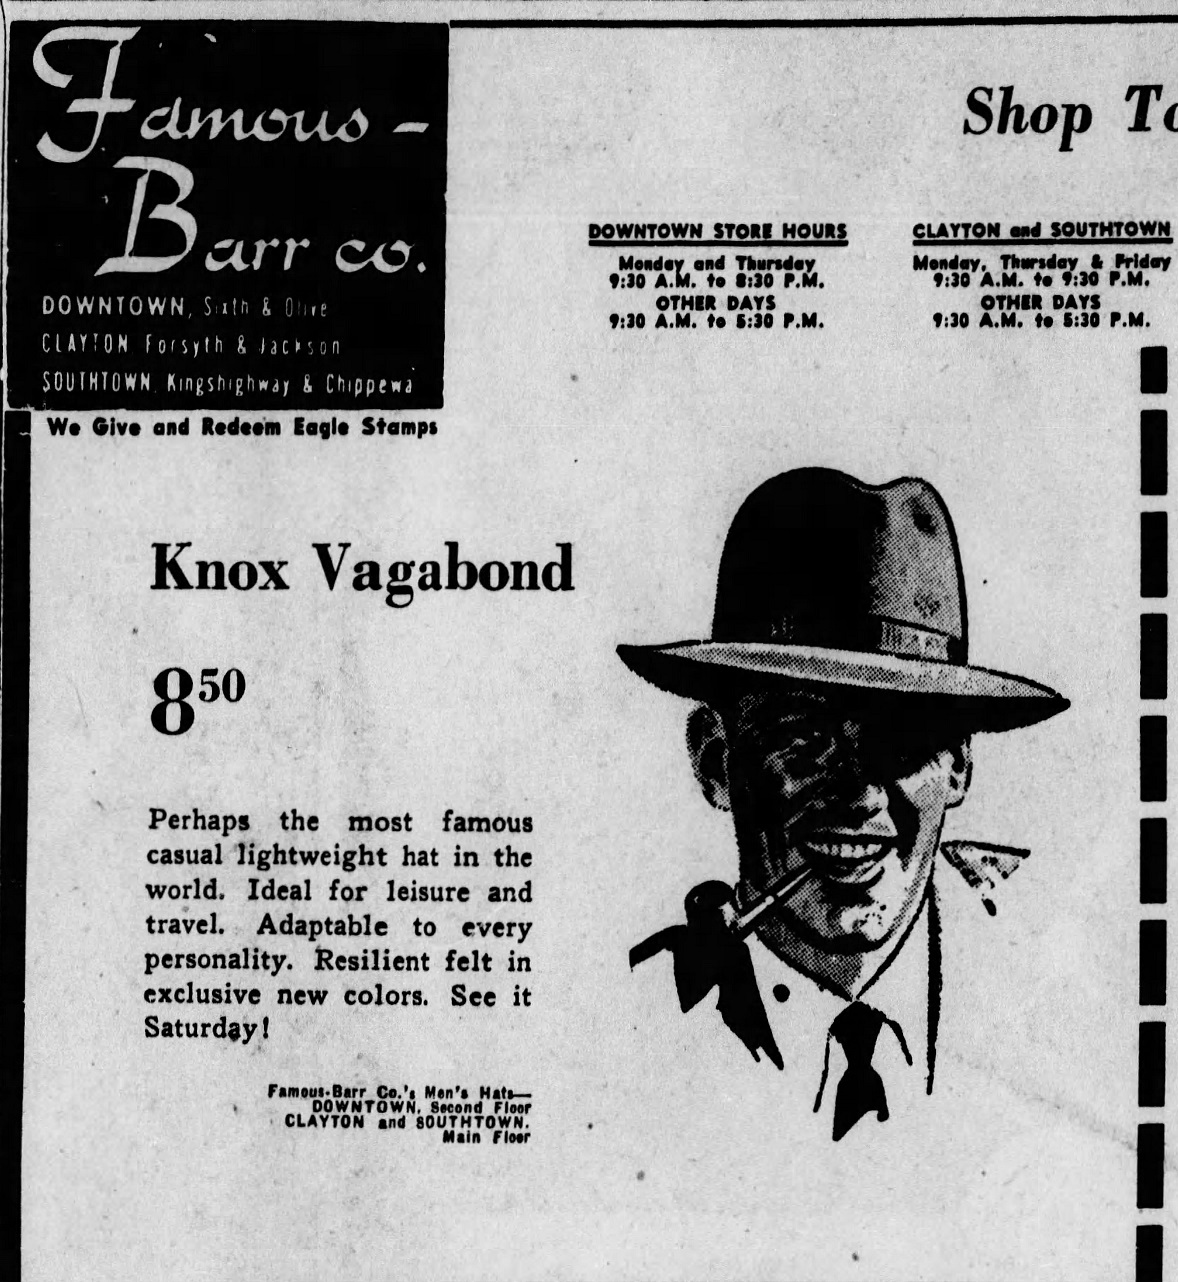 Famous-
Barr co.
DOWNTOWN, Sixth & Olive
CLAYTON Forsyth & Jackson
SOUTHTOWN, Kingshighway & Chippewa
We Give and Redeem Eagle Stamps
Shop To
DOWNTOWN STORE HOURS
Monday and Thursday
9:30 A.M. to 8:30 P.M.
OTHER DAYS
9:30 A.M. to 5:30 P.M.
CLAYTON and SOUTHTOWN
Monday, Thursday & Friday
9:30 A.M. to 9:30 P.M.
OTHER DAYS
9:30 A.M. to 5:30 P.M.
Knox Vagabond
8 50
Perhaps the most famous
casual lightweight hat in the
world. Ideal for leisure and
travel. Adaptable to every
personality. Resilient felt in
exclusive new colors. See it
Saturday!
Famous-Barr Co.'s Men's Hats—
DOWNTOWN, Second Floor
CLAYTON and SOUTHTOWN,
Main Floor